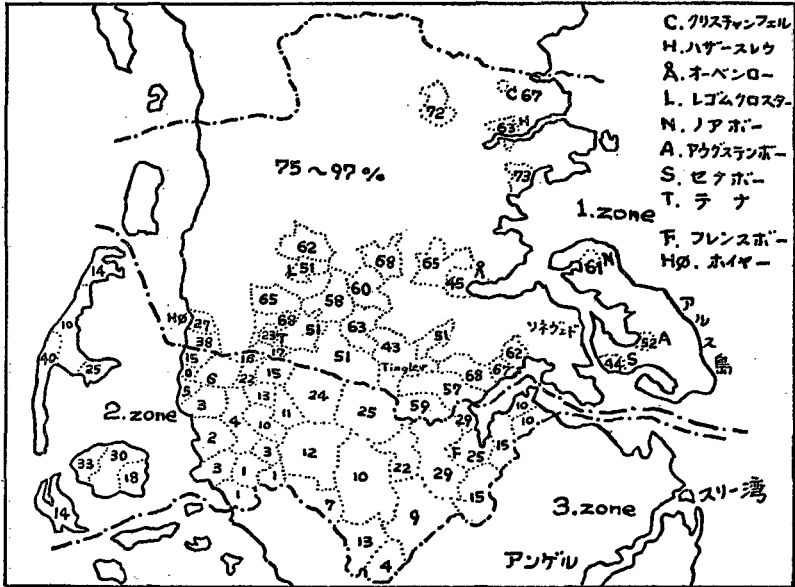 C. クリスチャンフェル
H. ハザースレウ
Å. オーベンロー
L. レゴムクロスター
N. ノアボー
A. アウグステンボー
S. セナボー
T. テナ
F. フレンスボー
HØ. ホイヤー
C 67
72
63 H
73
75～97%
1.zone
62
L 51
68
65
45 Å
61 N
アルス島
14
65
58
60
HØ 27
68
51
63
ソネヴェド
10
38
23 T
43
51
62
52 A
40
25
15
18
17
51
Tinglev
67
44 S
0
6
22
15
57
68
5
3
13
24
59
2.zone
4
11
25
29
10
10
2
10
15
33
30
18
3
12
F
25
3
1
1
1
10
22
29
14
7
15
スリー湾
9
3.zone
13
4
アンゲル